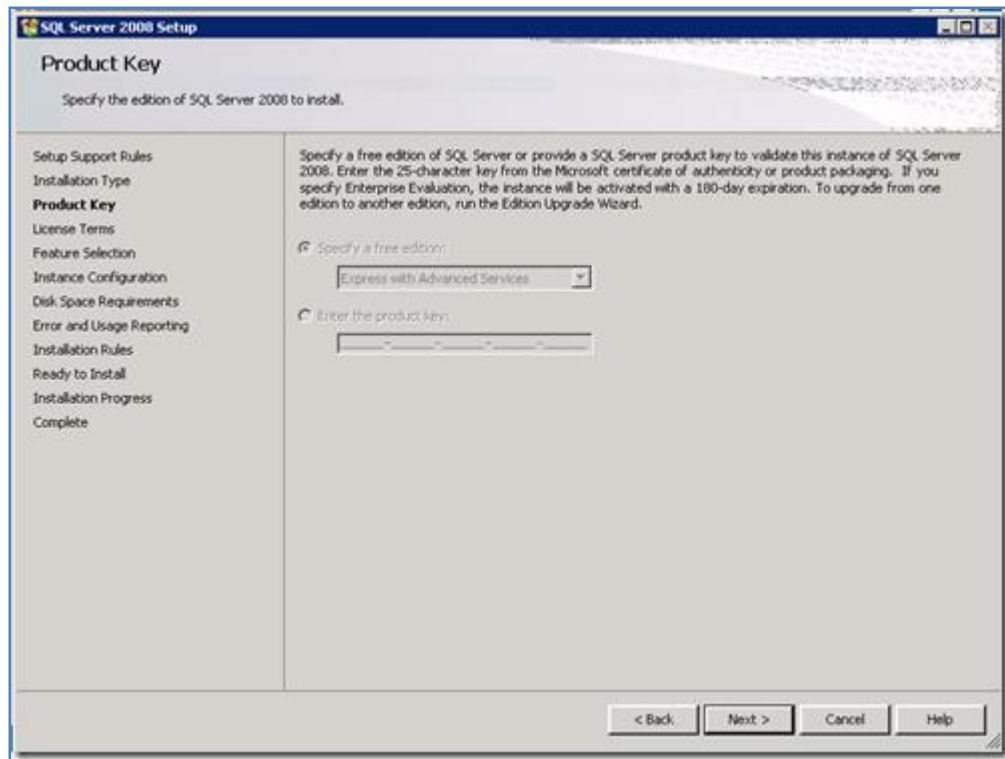 SQL Server 2008 Setup
Product Key
Specify the edition of SQL Server 2008 to install.
Setup Support Rules
Installation Type
Product Key
License Terms
Feature Selection
Instance Configuration
Disk Space Requirements
Error and Usage Reporting
Installation Rules
Ready to Install
Installation Progress
Complete
Specify a free edition of SQL Server or provide a SQL Server product key to validate this instance of SQL Server
2008. Enter the 25-character key from the Microsoft certificate of authenticity or product packaging. If you
specify Enterprise Evaluation, the instance will be activated with a 180-day expiration. To upgrade from one
edition to another edition, run the Edition Upgrade Wizard.
Specify a free edition:
Express with Advanced Services
Enter the product key:
_____-_____-_____-_____-_____
< Back
Next >
Cancel
Help